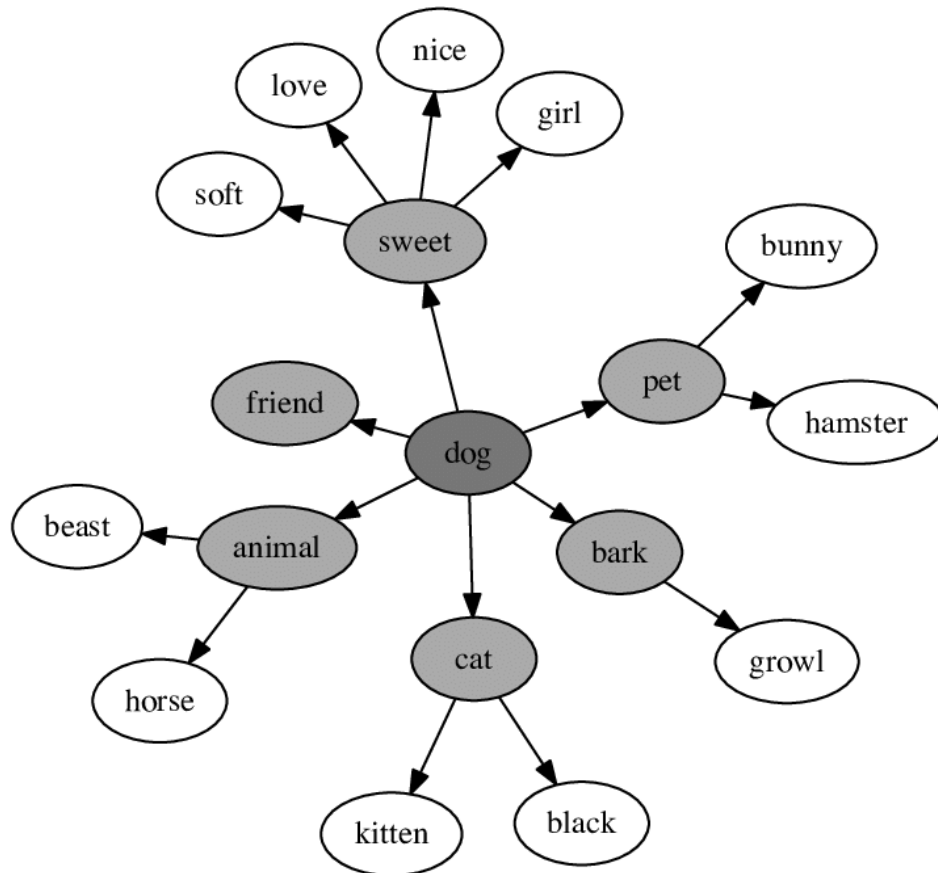 nice
love
girl
soft
sweet
bunny
pet
friend
hamster
dog
beast
animal
bark
cat
growl
horse
kitten
black